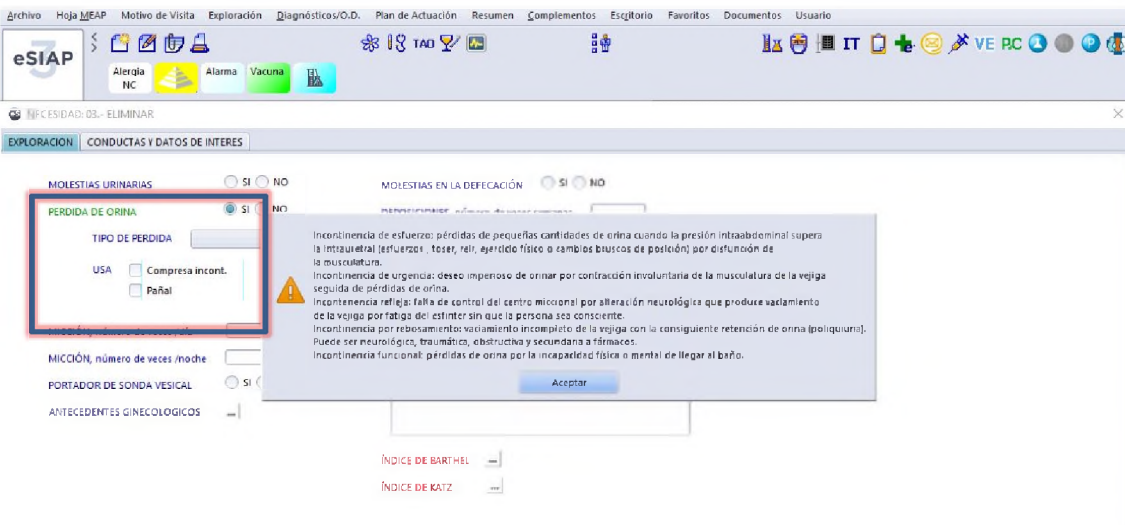 Archivo Hoja MEAP Motivo de Visita Exploración Diagnósticos/O.D. Plan de Actuación Resumen Complementos Escritorio Favoritos Documentos Usuario
eSIAP 3
TAO IT VE P.C
Alergia NC Alarma Vacuna
NECESIDAD: 03.- ELIMINAR
EXPLORACION CONDUCTAS Y DATOS DE INTERES
MOLESTIAS URINARIAS SI NO MOLESTIAS EN LA DEFECACIÓN SI NO
PERDIDA DE ORINA SI NO
TIPO DE PERDIDA
USA Compresa incont.
Pañal
Incontinencia de esfuerzo: pérdidas de pequeñas cantidades de orina cuando la presión intraabdominal supera
la intrauretral (esfuerzos , toser, reir, ejercicio físico o cambios bruscos de posición) por disfunción de
la musculatura.
Incontinencia de urgencia: deseo imperioso de orinar por contracción involuntaria de la musculatura de la vejiga
seguida de pérdidas de orina.
Incontenencia refleja: falta de control del centro miccional por alteración neurológica que produce vaciamiento
de la vejiga por fatiga del esfinter sin que la persona sea consciente.
Incontinencia por rebosamiento: vaciamiento incompleto de la vejiga con la consiguiente retención de orina (poliquiuria).
Puede ser neurológica, traumática, obstructiva y secundaria a fármacos.
Incontinencia funcional: pérdidas de orina por la incapacidad física o mental de llegar al baño.
Aceptar
MICCIÓN, número de veces /noche
PORTADOR DE SONDA VESICAL SI
ANTECEDENTES GINECOLOGICOS
ÍNDICE DE BARTHEL
ÍNDICE DE KATZ